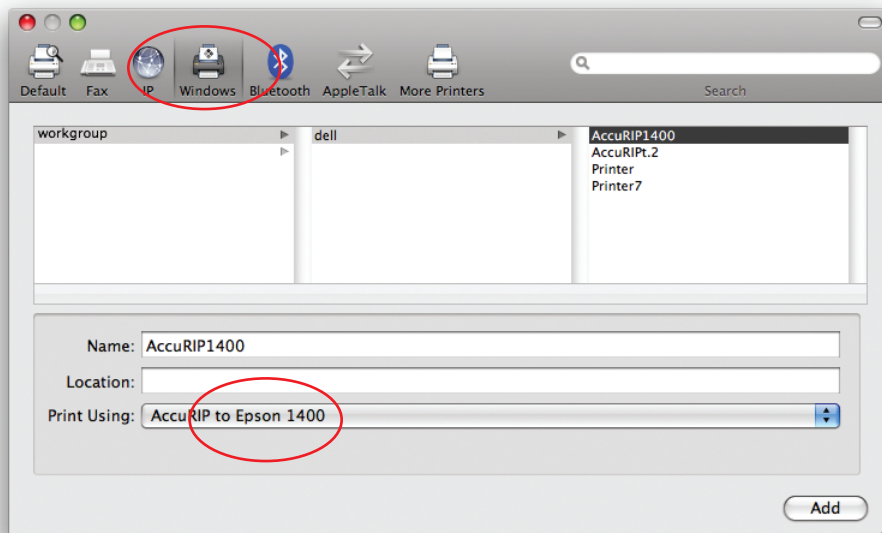 Default Fax IP Windows Bluetooth AppleTalk More Printers Search
workgroup dell AccuRIP1400
AccuRIPt.2
Printer
Printer7
Name: AccuRIP1400
Location:
Print Using: AccuRIP to Epson 1400
Add